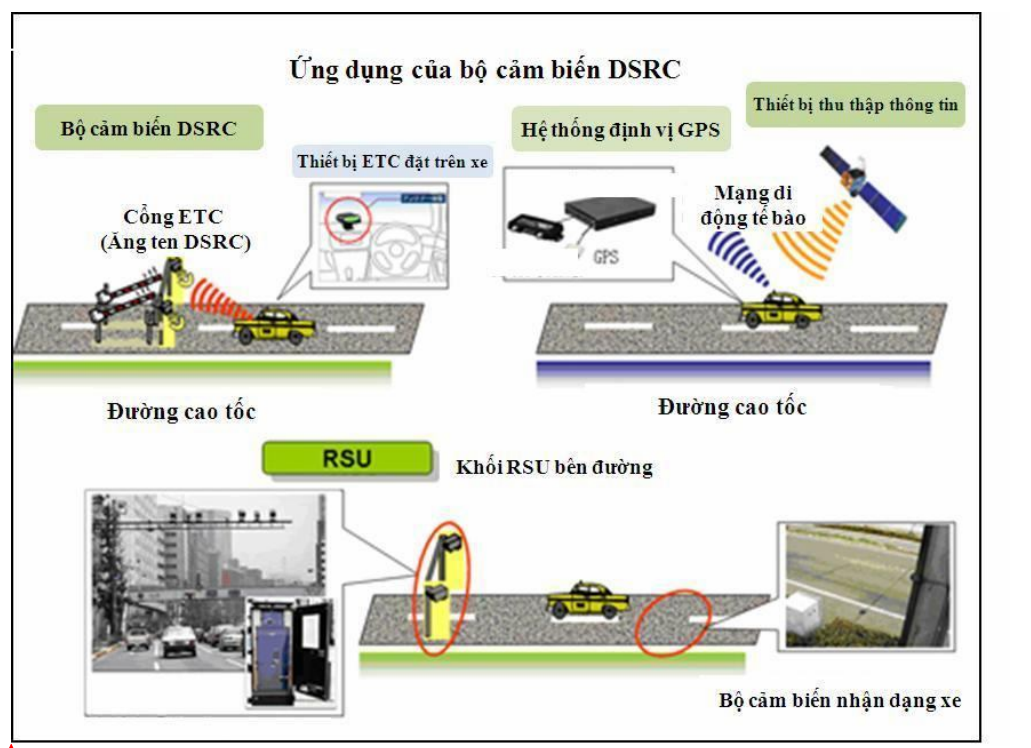 Ứng dụng của bộ cảm biến DSRC
Thiết bị thu thập thông tin
Bộ cảm biến DSRC
Hệ thống định vị GPS
Thiết bị ETC đặt trên xe
Cổng ETC
(Ăng ten DSRC)
Mạng di
động tế bào
GPS
Đường cao tốc
Đường cao tốc
RSU
Khối RSU bên đường
Bộ cảm biến nhận dạng xe